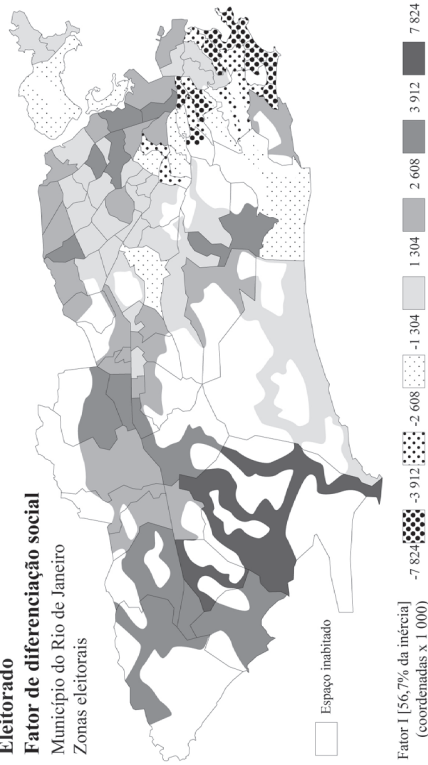 Eleitorado
Fator de diferenciação social
Município do Rio de Janeiro
Zonas eleitorais
Espaço inabitado
Fator I [56,7% da inércia]
(coordenadas x 1 000)
-7 824 -3 912 -2 608 -1 304 1 304 2 608 3 912 7 824